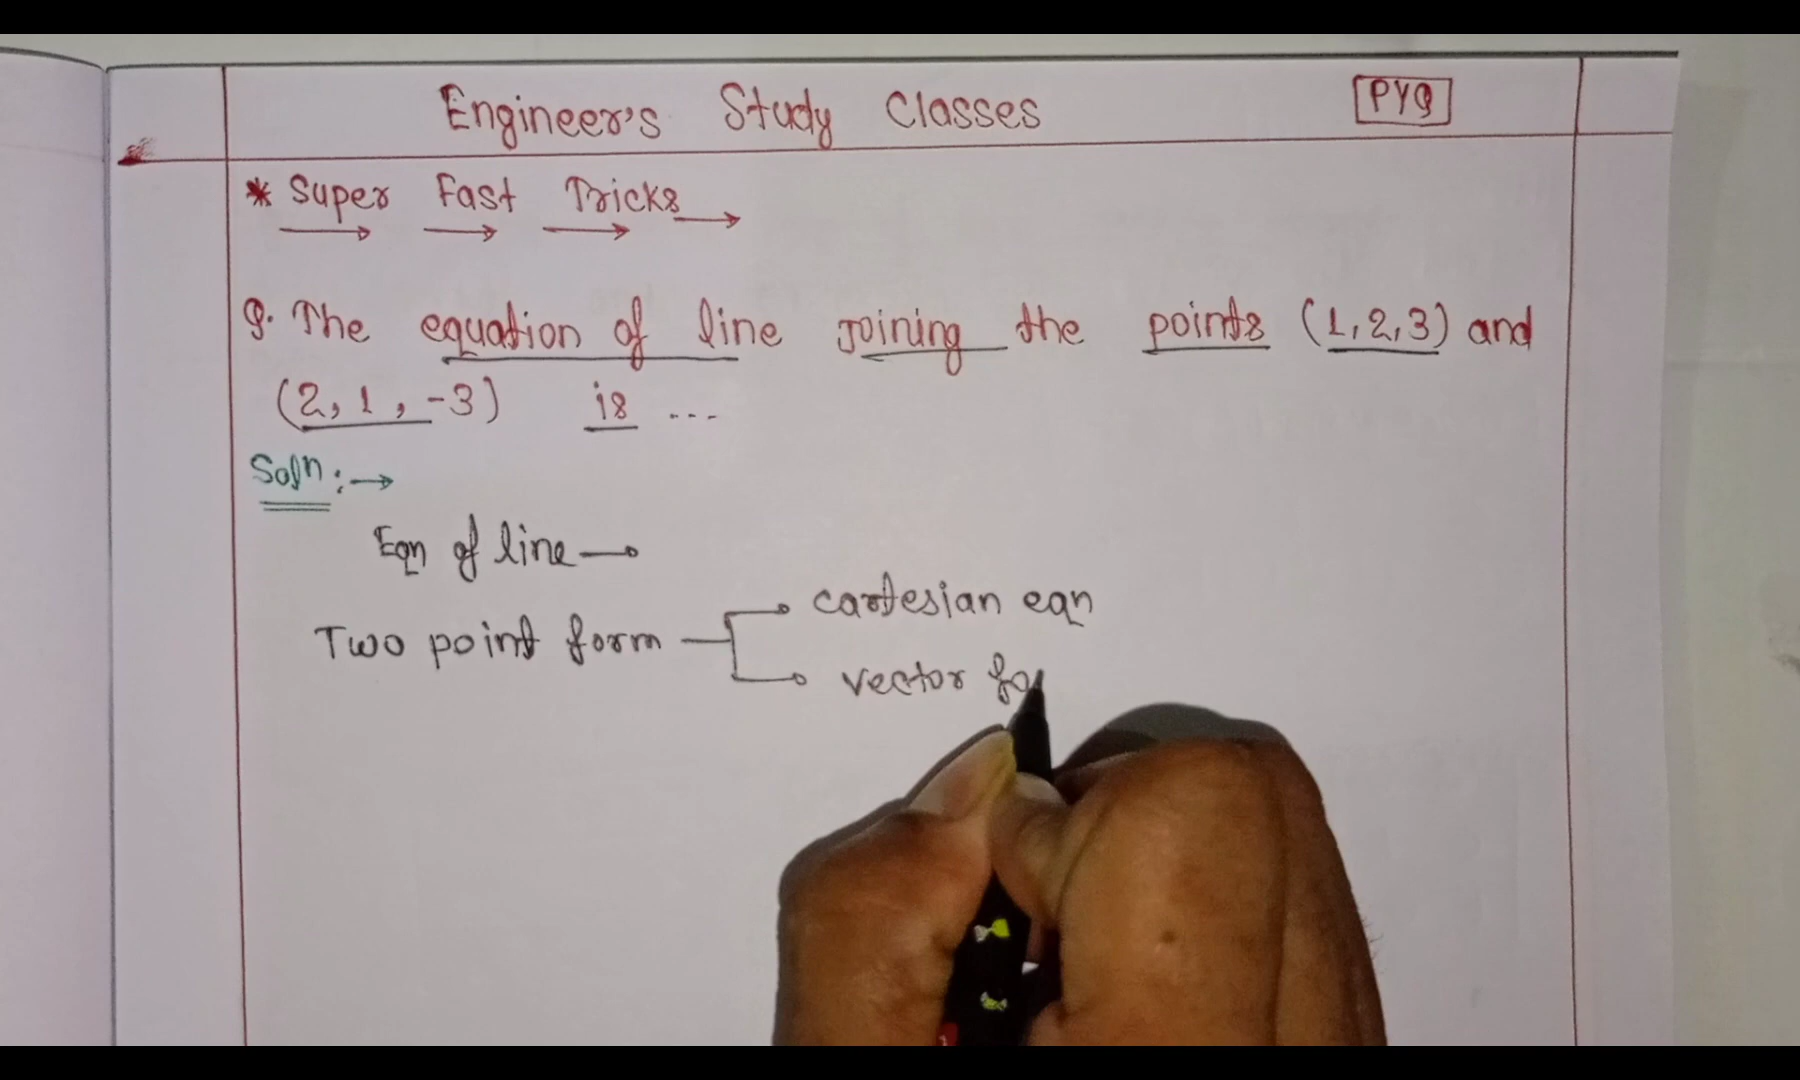 Engineer's Study Classes
PYQ
* Super Fast Tricks
Q. The equation of line joining the points (1,2,3) and
(2, 1, -3) is ...
Soln:→
Eqn of line
Two point form
cartesian eqn
vector fo